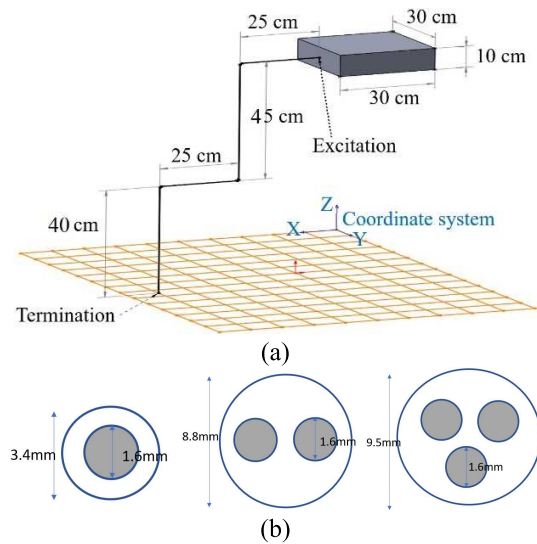 25 cm
30 cm
10 cm
30 cm
45 cm
Excitation
25 cm
40 cm
Z
X
Coordinate system
Y
Termination
(a)
3.4mm
1.6mm
8.8mm
1.6mm
9.5mm
1.6mm
(b)